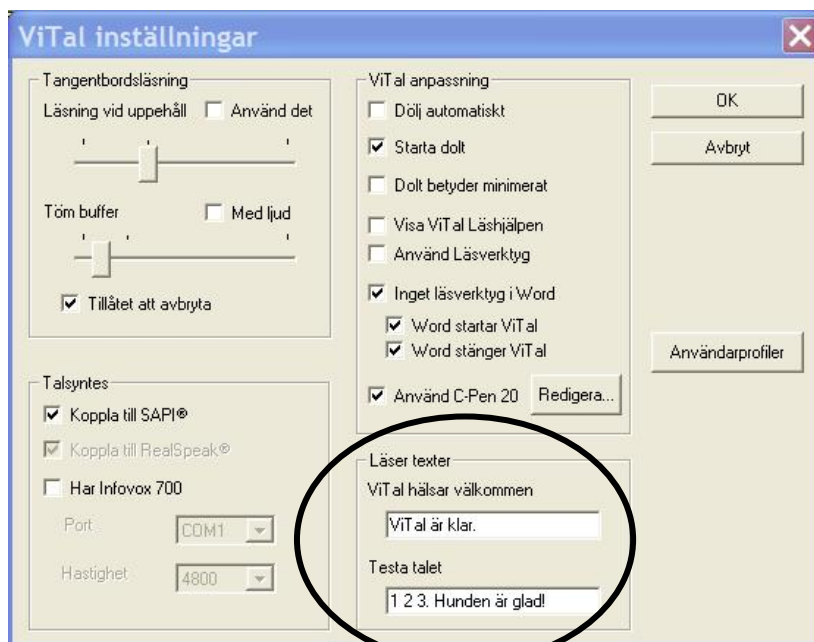 ViTal inställningar
Tangentbordsläsning
Läsning vid uppehåll
Använd det
Töm buffer
Med ljud
Tillåtet att avbryta
Talsyntes
Koppla till SAPI®
Koppla till RealSpeak®
Har Infovox 700
Port
COM1
Hastighet
4800
ViTal anpassning
Dölj automatiskt
Starta dolt
Dolt betyder minimerat
Visa ViTal Läshjälpen
Använd Läsverktyg
Inget läsverktyg i Word
Word startar ViTal
Word stänger ViTal
Använd C-Pen 20
Redigera...
Läser texter
ViTal hälsar välkommen
ViTal är klar.
Testa talet
1 2 3. Hunden är glad!
OK
Avbryt
Användarprofiler